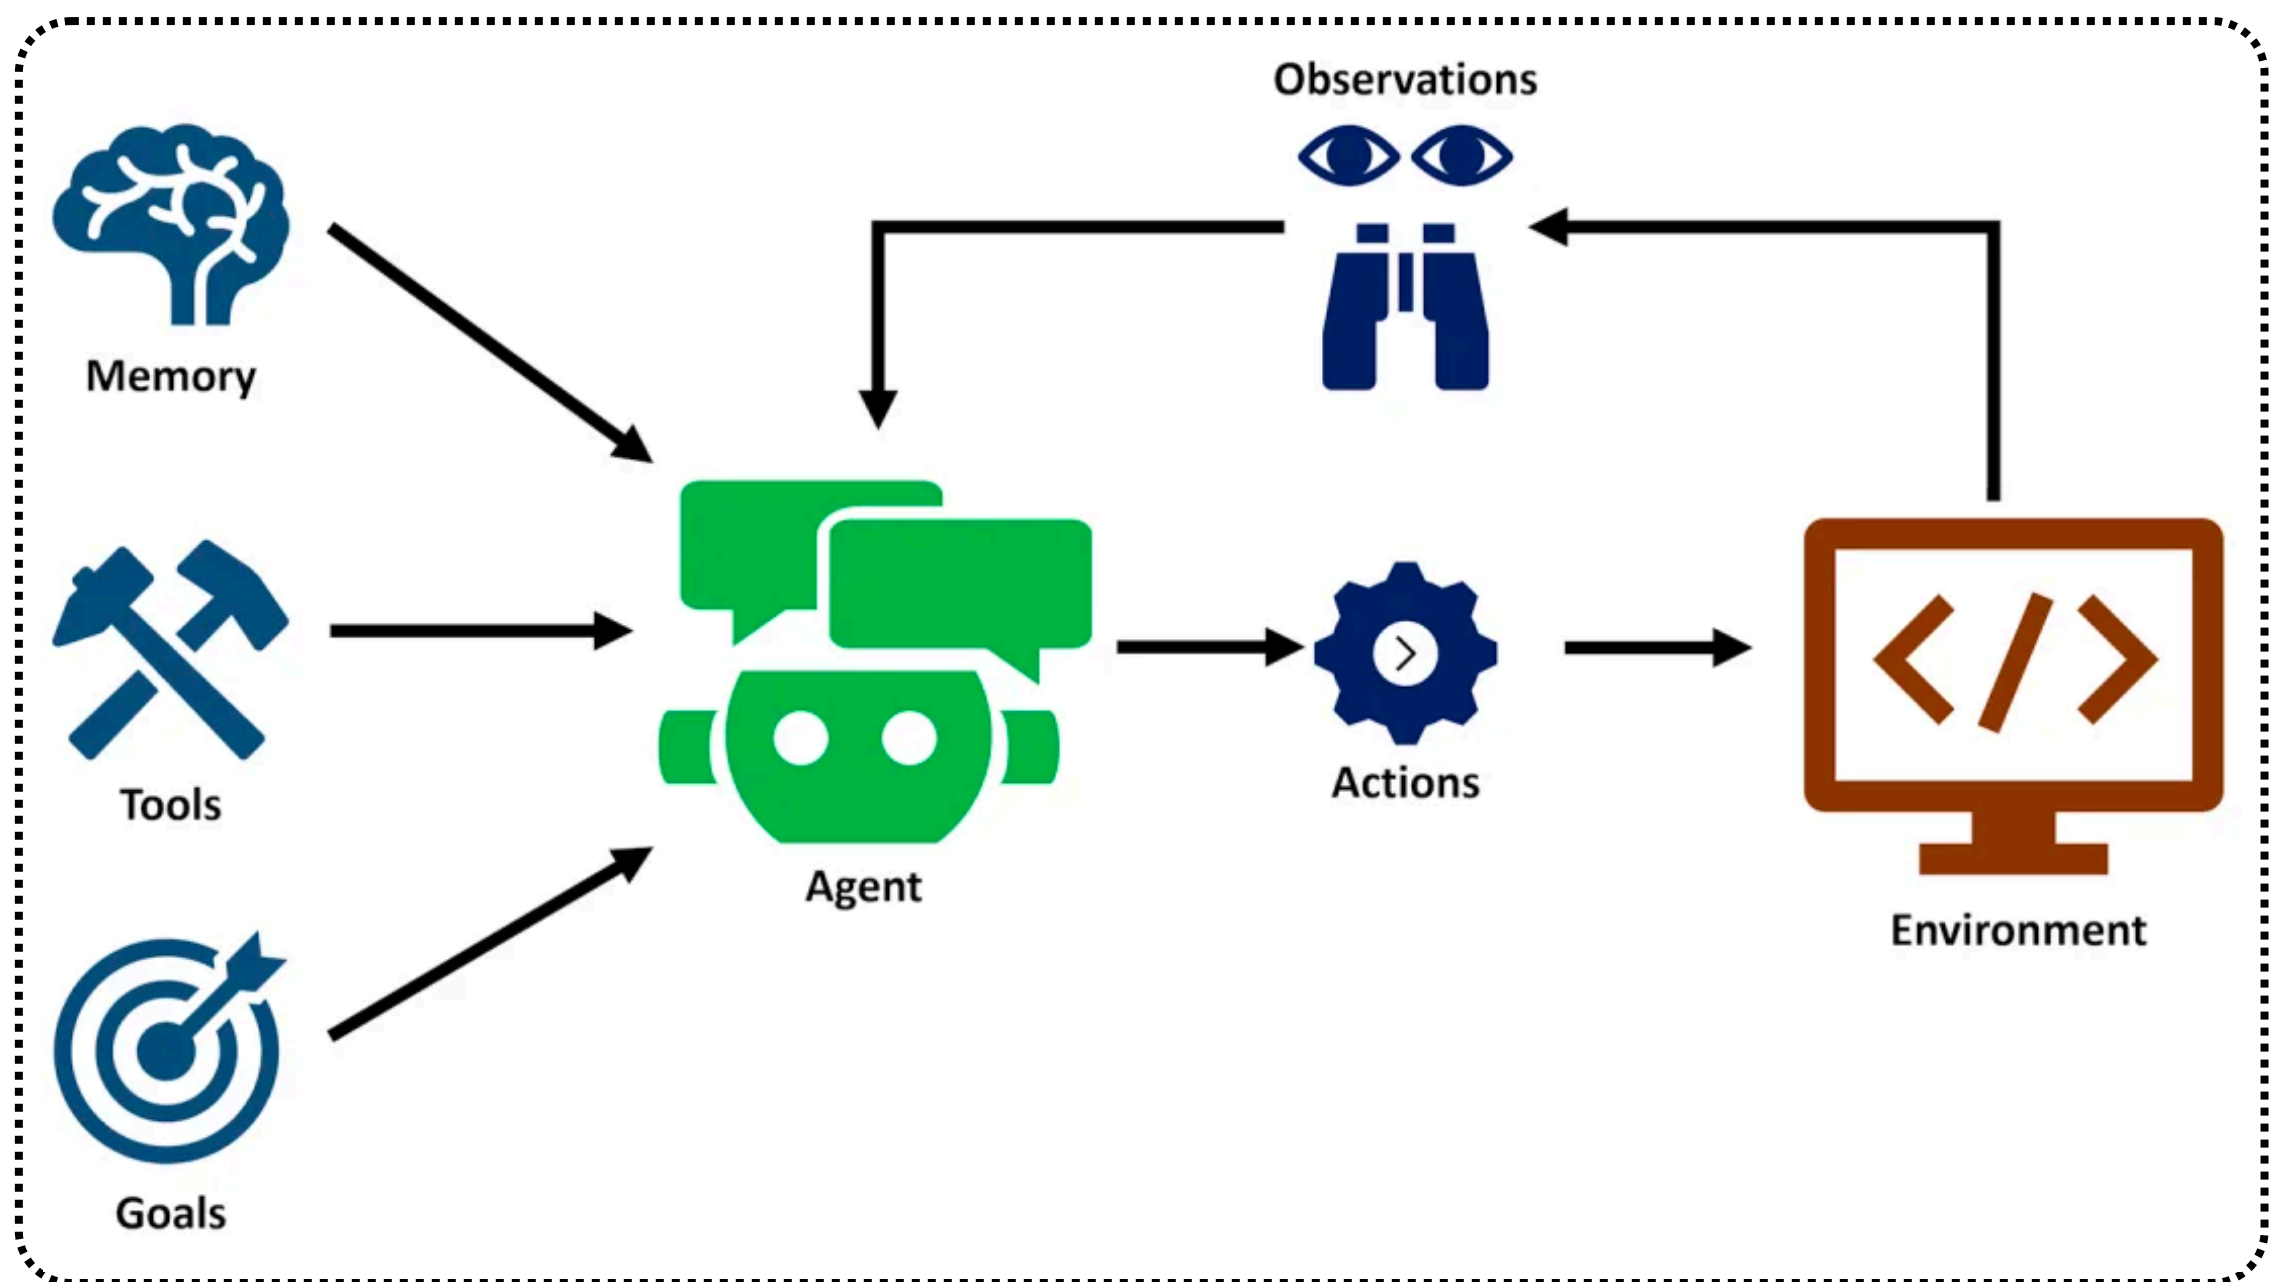 Observations
Memory
Tools
Actions
Agent
Environment
Goals